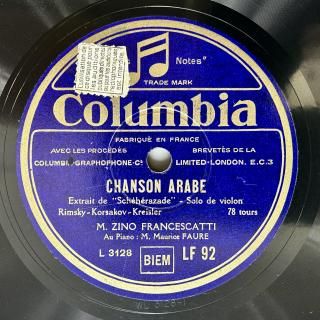 Notes"
TRADE MARK
Columbia
FABRIQUÉ EN FRANCE
AVEC LES PROCÉDÉS BREVETÉS DE LA
COLUMBIA-GRAPHOPHONE-Cº LIMITED-LONDON. E.C.3
CHANSON ARABE
Extrait de "Schéhérazade" - Solo de violon
Rimsky-Korsakov-Kreisler 78 tours
M. ZINO FRANCESCATTI
Au Piano : M. Maurice FAURE
L 3128 BIEM LF 92